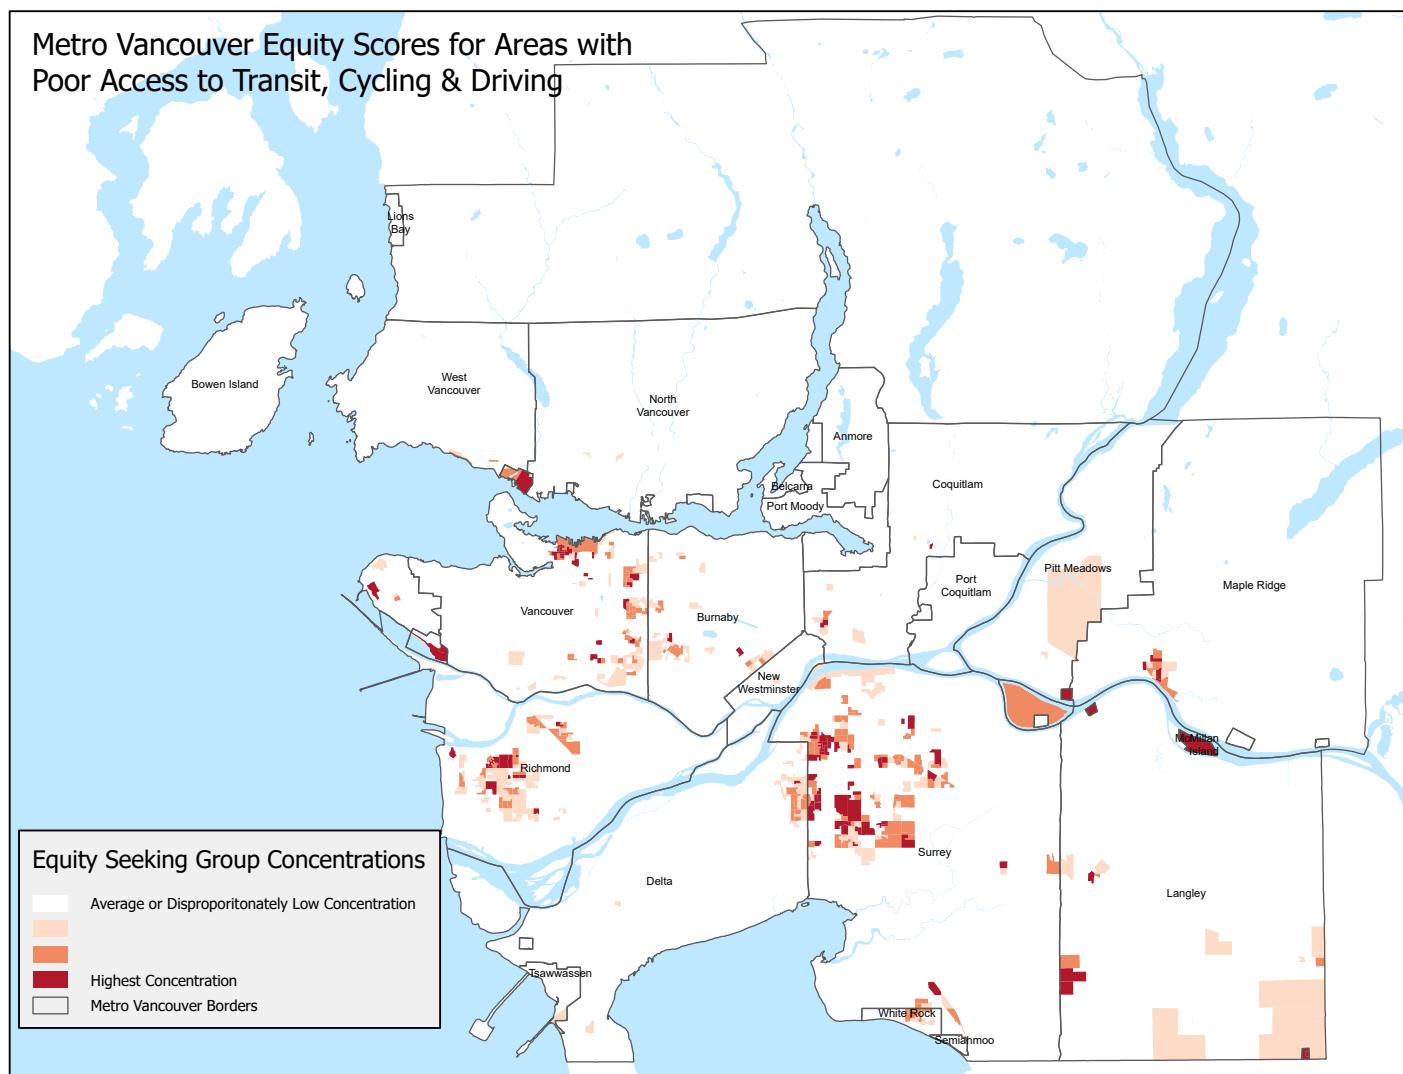 Metro Vancouver Equity Scores for Areas with
Poor Access to Transit, Cycling & Driving
Lions
Bay
Bowen Island
West
Vancouver
North
Vancouver
Anmore
Belcarra
Port Moody
Coquitlam
Port
Coquitlam
Pitt Meadows
Maple Ridge
Vancouver
Burnaby
New
Westminster
McMillan
Island
Richmond
Surrey
Delta
Langley
Tsawwassen
White Rock
Semiahmoo
Equity Seeking Group Concentrations
Average or Disproporitonately Low Concentration
Highest Concentration
Metro Vancouver Borders